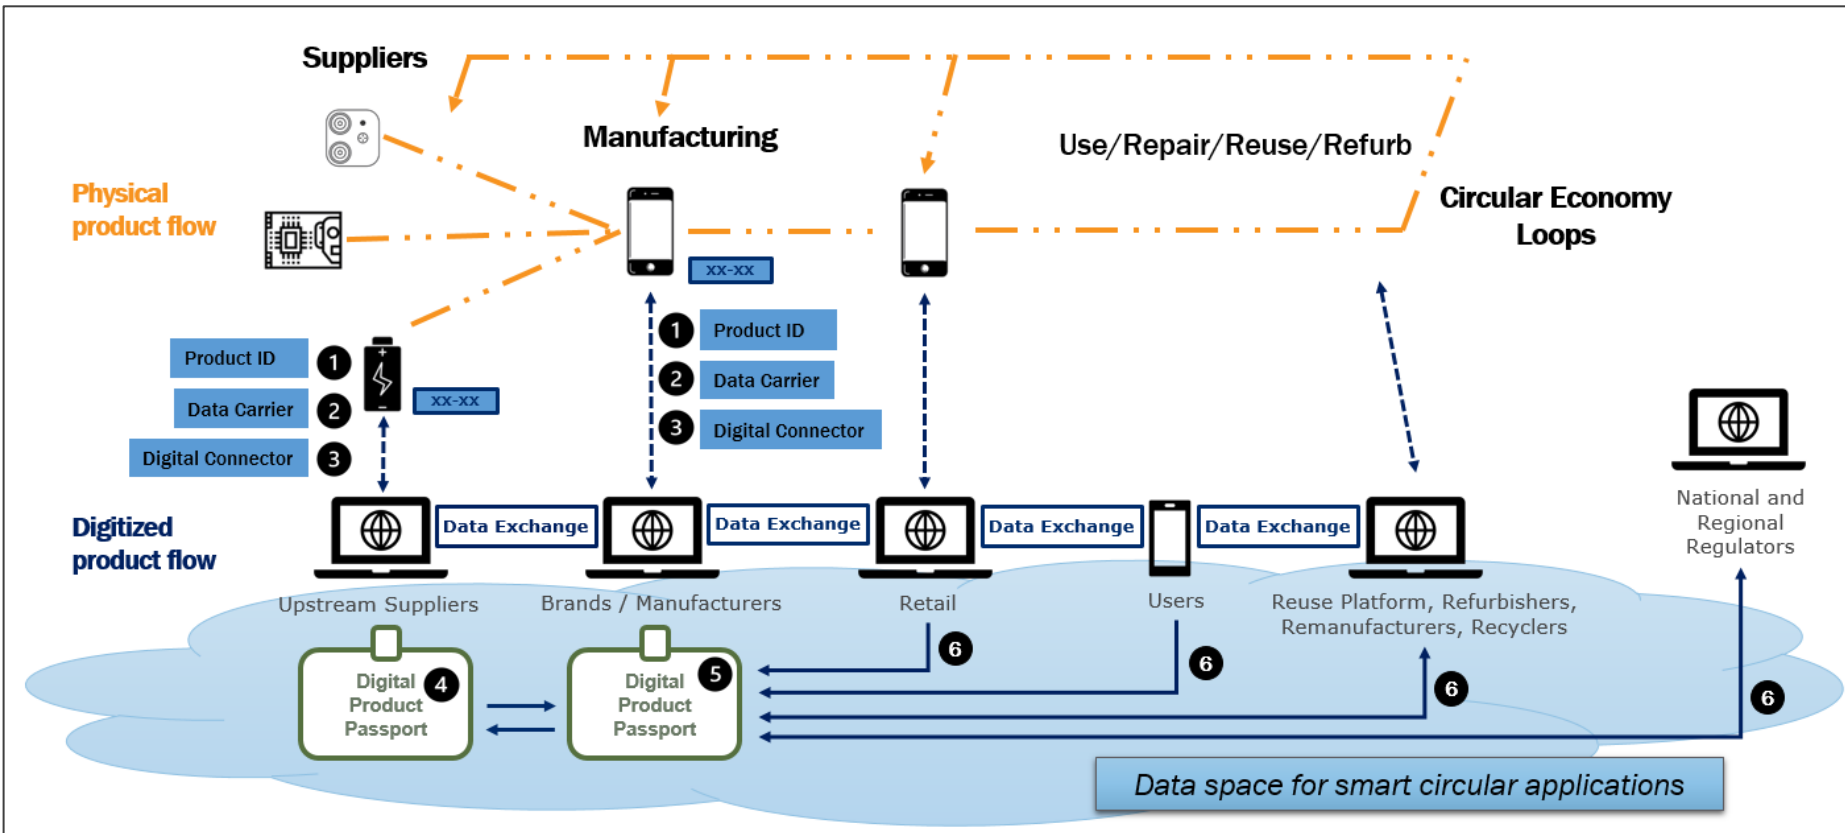 Suppliers
Manufacturing
Use/Repair/Reuse/Refurb
Physical
product flow
Circular Economy
Loops
xx-xx
1 Product ID
2 Data Carrier
3 Digital Connector
Product ID 1
Data Carrier 2
Digital Connector 3
xx-xx
Digitized
product flow
Data Exchange
Data Exchange
Data Exchange
Data Exchange
National and
Regional
Regulators
Upstream Suppliers
Brands / Manufacturers
Retail
Users
Reuse Platform, Refurbishers,
Remanufacturers, Recyclers
Digital
Product
Passport
4
Digital
Product
Passport
5
6
6
6
6
Data space for smart circular applications